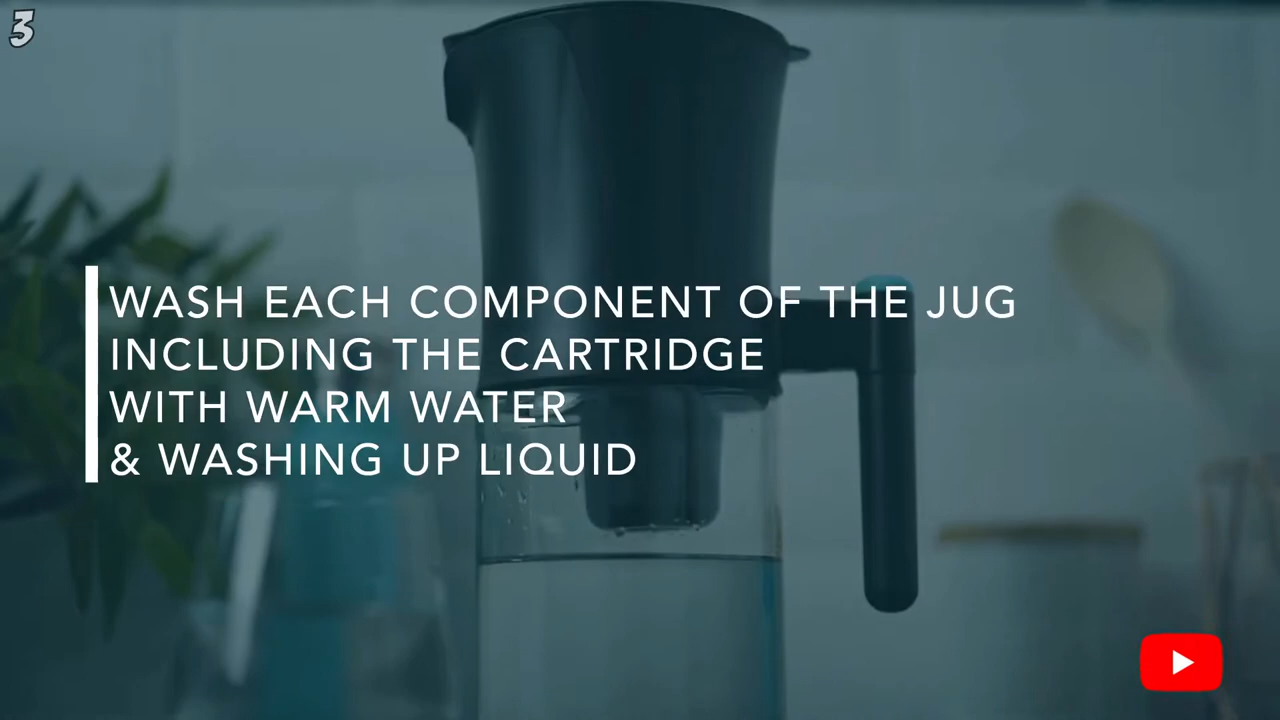 3
WASH EACH COMPONENT OF THE JUG
INCLUDING THE CARTRIDGE
WITH WARM WATER
& WASHING UP LIQUID